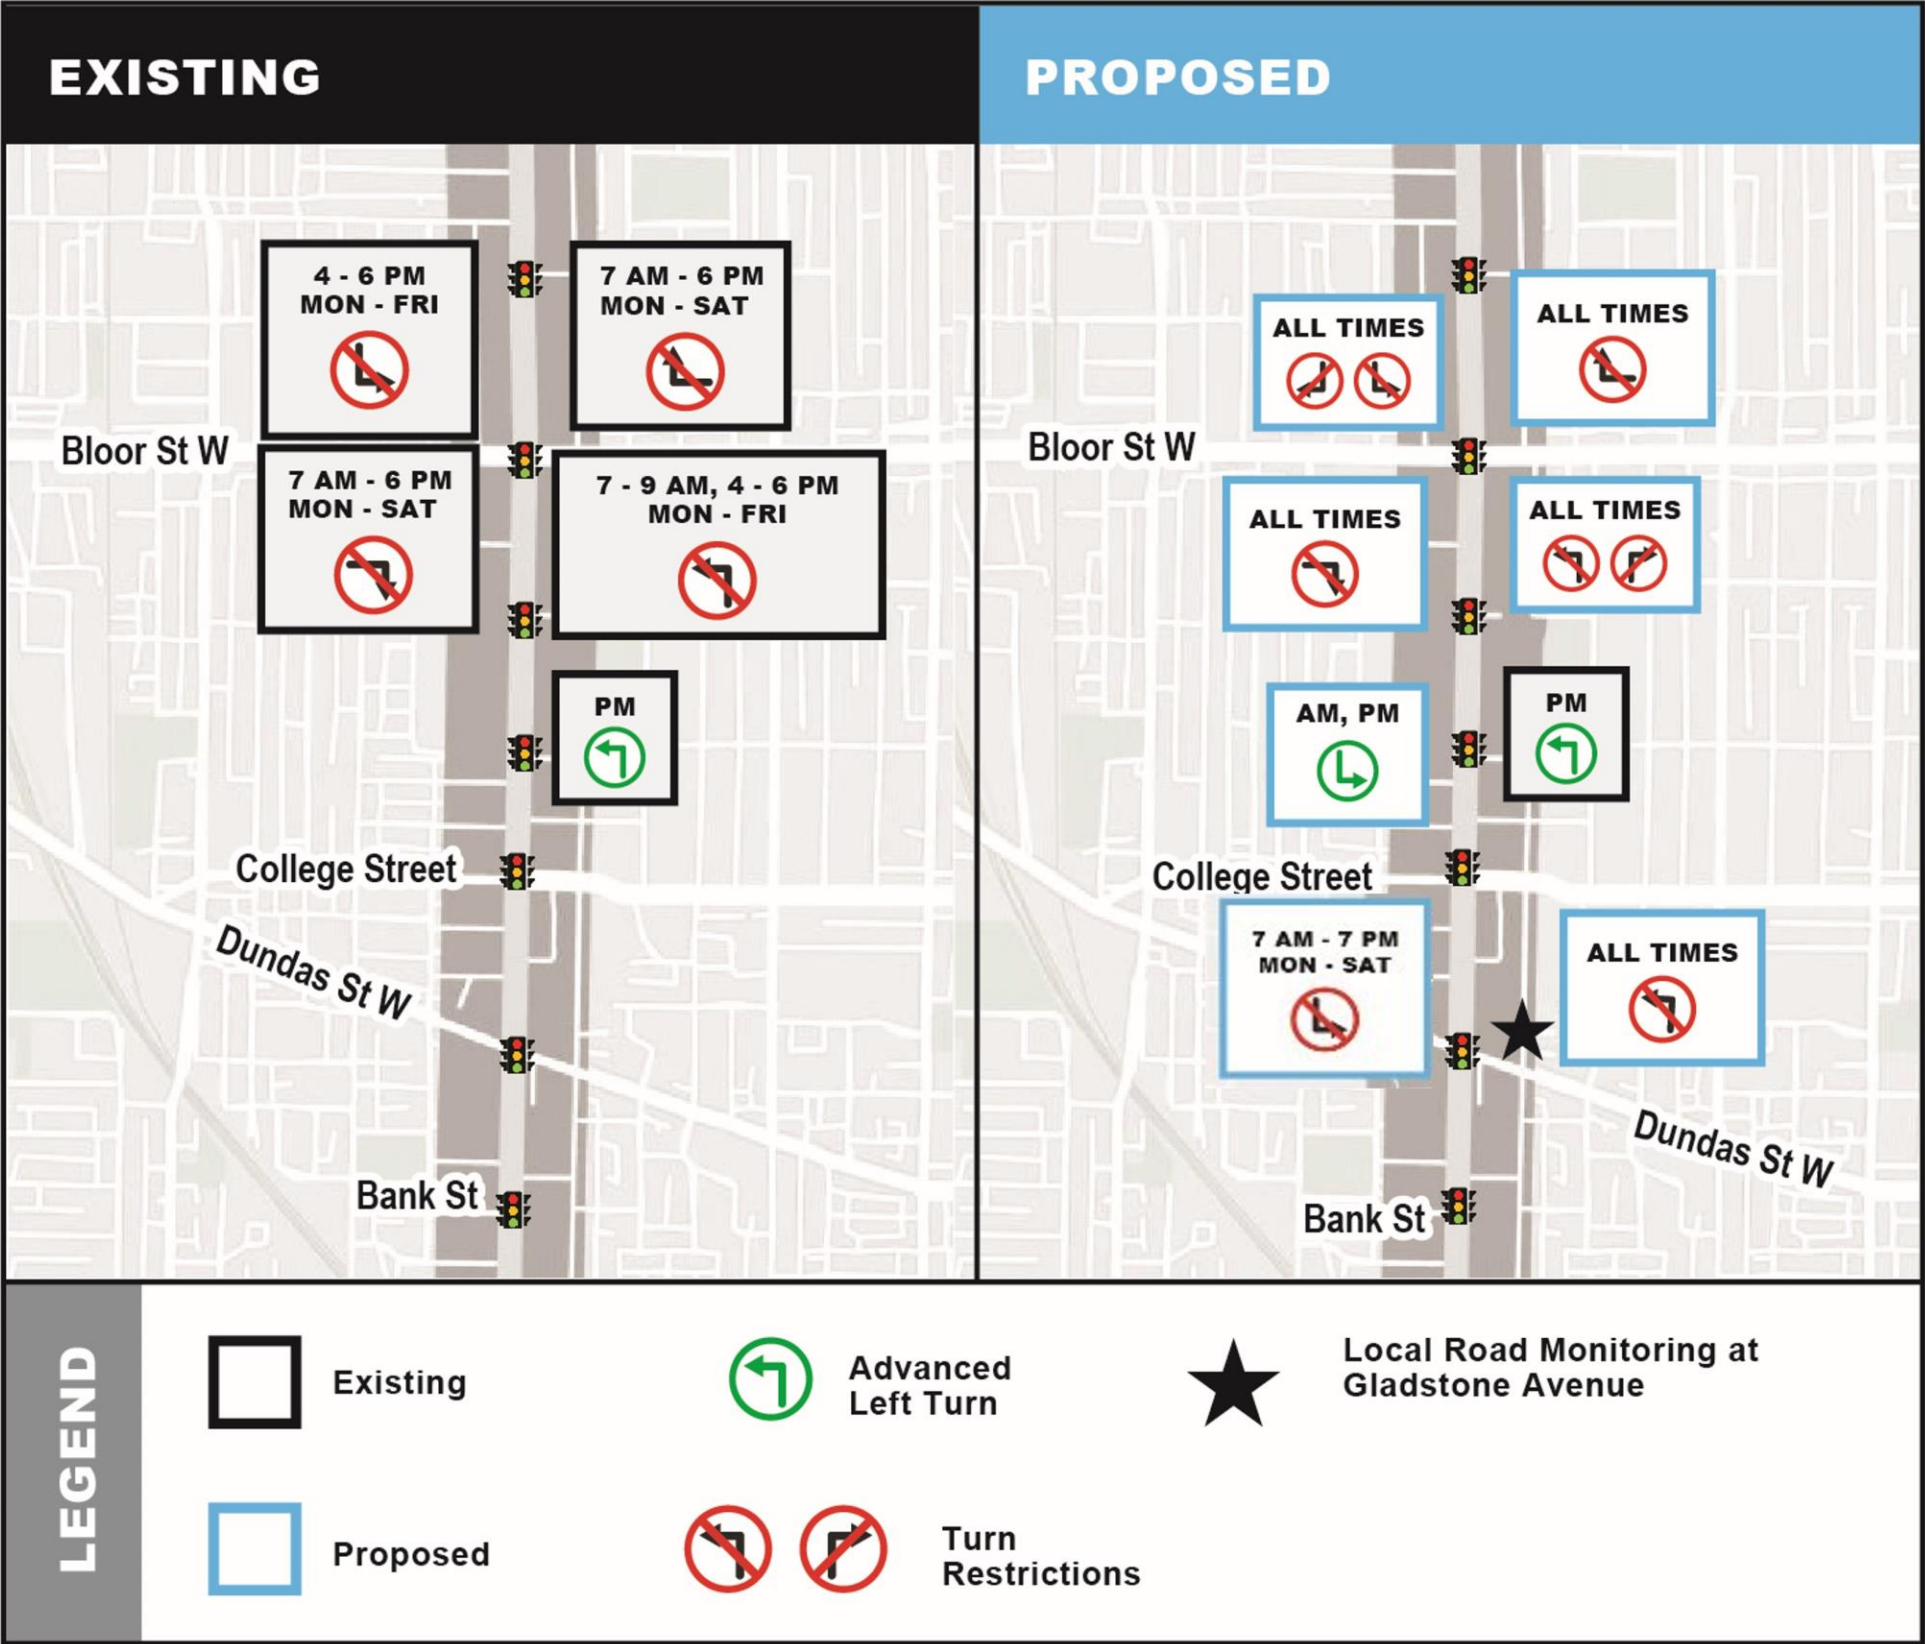 EXISTING
PROPOSED
4 - 6 PM
MON - FRI
7 AM - 6 PM
MON - SAT
Bloor St W
7 AM - 6 PM
MON - SAT
7 - 9 AM, 4 - 6 PM
MON - FRI
PM
College Street
Dundas St W
Bank St
ALL TIMES
ALL TIMES
Bloor St W
ALL TIMES
ALL TIMES
AM, PM
PM
College Street
7 AM - 7 PM
MON - SAT
ALL TIMES
Dundas St W
Bank St
LEGEND
Existing
Advanced
Left Turn
Local Road Monitoring at
Gladstone Avenue
Proposed
Turn
Restrictions